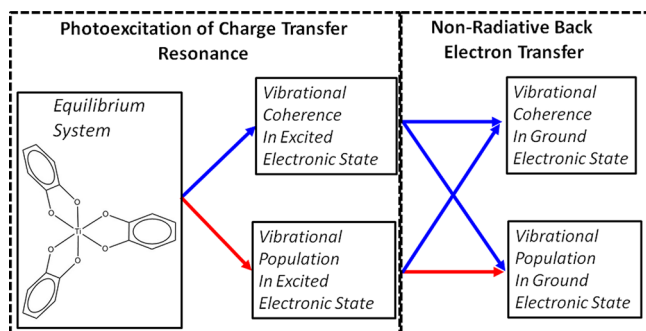 Photoexcitation of Charge Transfer
Resonance
Non-Radiative Back
Electron Transfer
Equilibrium
System
O
O
O
O
Ti
O
O
Vibrational
Coherence
In Excited
Electronic State
Vibrational
Population
In Excited
Electronic State
Vibrational
Coherence
In Ground
Electronic State
Vibrational
Population
In Ground
Electronic State